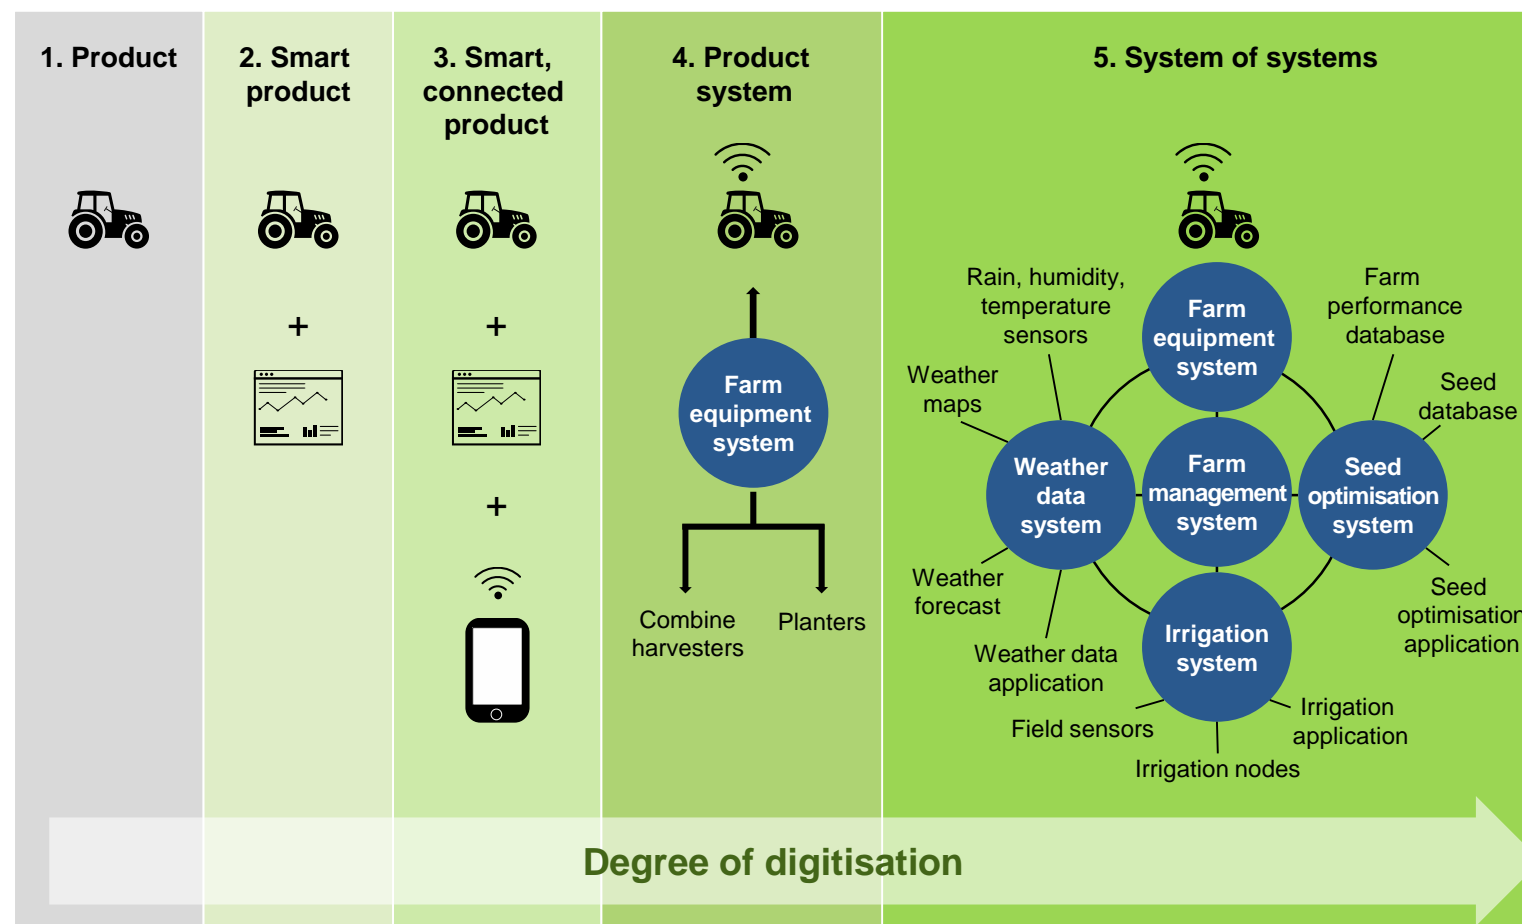 1. Product
2. Smart
product
3. Smart,
connected
product
4. Product
system
5. System of systems
+
+
+
Farm
equipment
system
Combine
harvesters
Planters
Rain, humidity,
temperature
sensors
Farm
performance
database
Weather
maps
Seed
database
Farm
equipment
system
Weather
data
system
Farm
management
system
Seed
optimisation
system
Irrigation
system
Weather
forecast
Weather data
application
Seed
optimisation
application
Field sensors
Irrigation
application
Irrigation nodes
Degree of digitisation